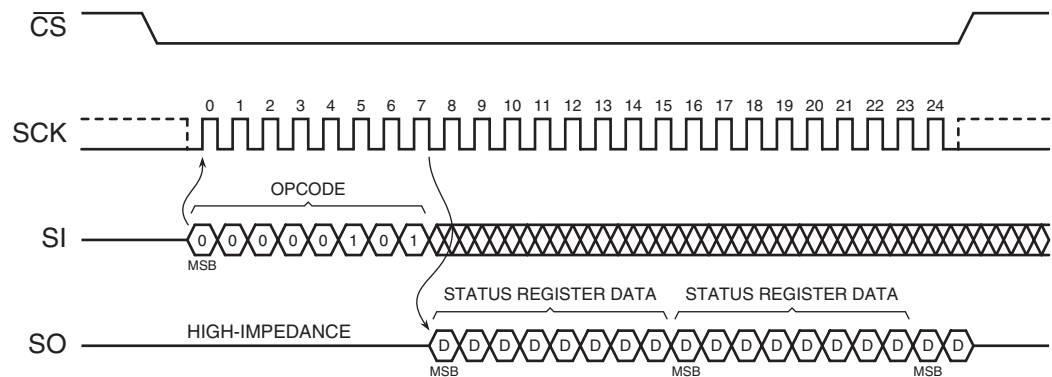 CS
0 1 2 3 4 5 6 7 8 9 10 11 12 13 14 15 16 17 18 19 20 21 22 23 24
SCK
OPCODE
SI 0 0 0 0 0 1 0 1
MSB
STATUS REGISTER DATA STATUS REGISTER DATA
HIGH-IMPEDANCE
SO D D D D D D D D D D D D D D D D D D
MSB MSB MSB